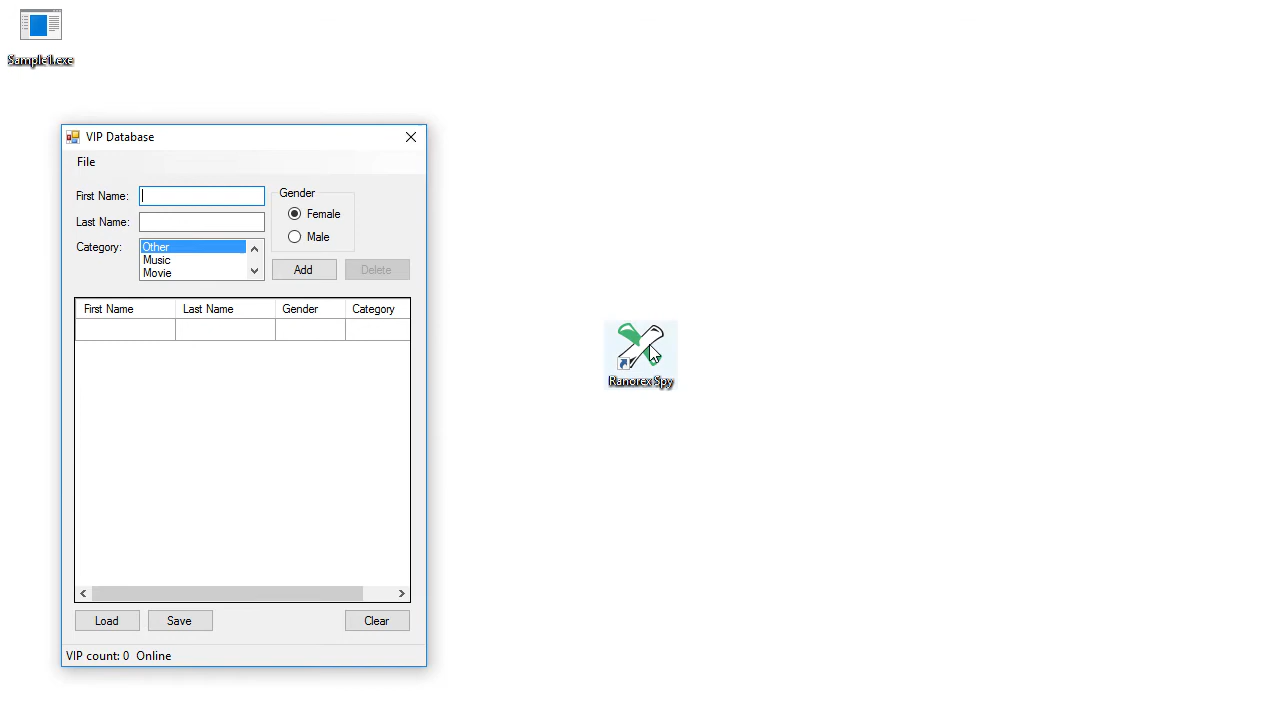 Sample1.exe
VIP Database
File
First Name:
Last Name:
Category:
Other
Music
Movie
Gender
Female
Male
Add
Delete
First Name Last Name Gender Category
Load
Save
Clear
VIP count: 0 Online
Ranorex Spy